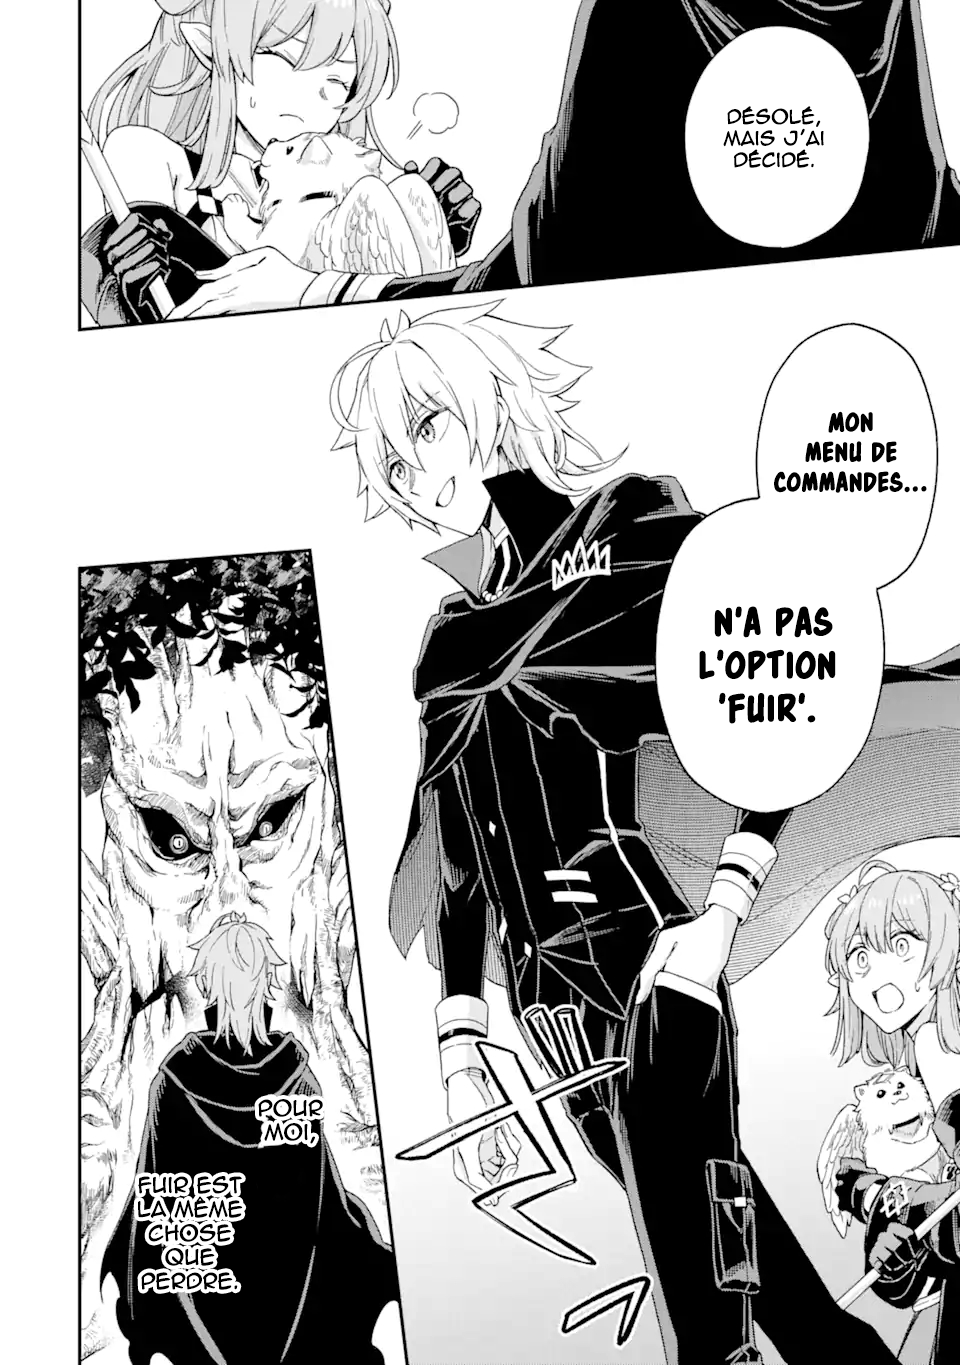 DÉSOLÉ,
MAIS J'AI
DÉCIDÉ.
MON
MENU DE
COMMANDES...
N'A PAS
L'OPTION
'FUIR'.
POUR
MOI,
FUIR EST
LA MÊME
CHOSE
QUE
PERDRE.